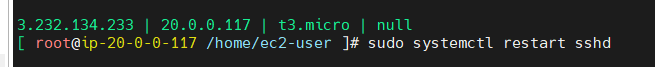 3.232.134.233 | 20.0.0.117 | t3.micro | null
[ root@ip-20-0-0-117 /home/ec2-user ]# sudo systemctl restart sshd